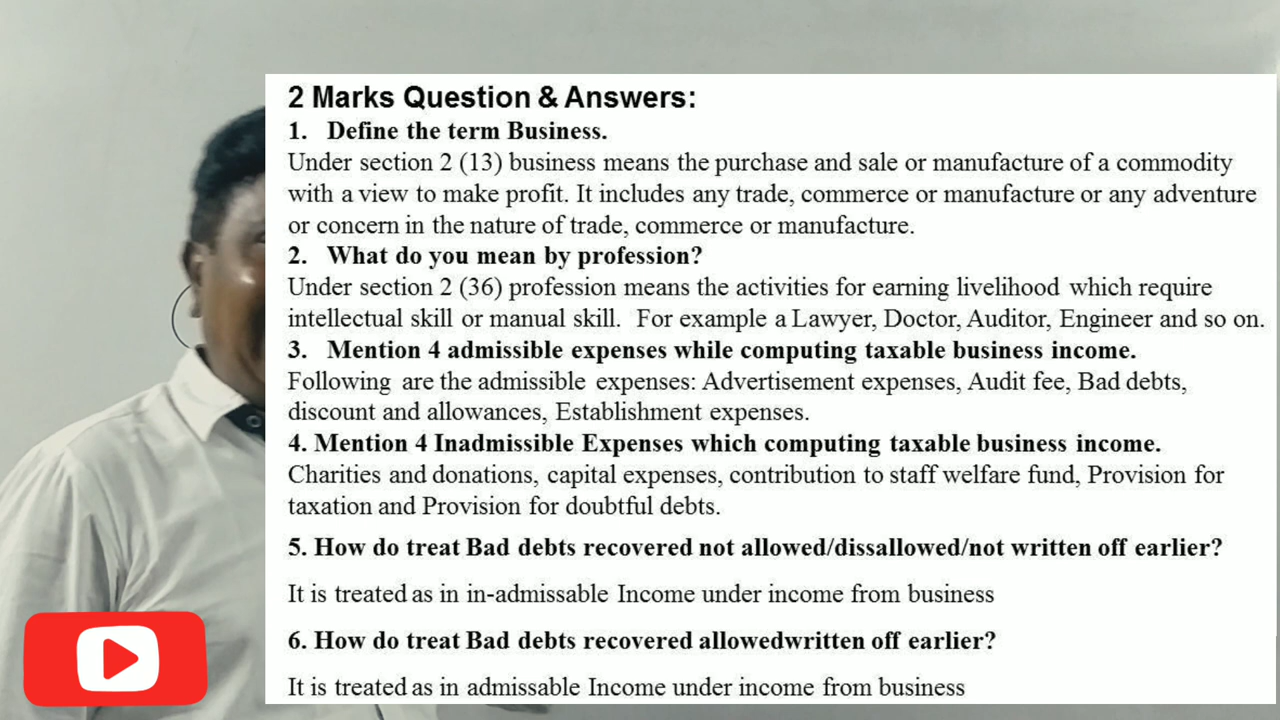 2 Marks Question & Answers:
1. Define the term Business.
Under section 2 (13) business means the purchase and sale or manufacture of a commodity
with a view to make profit. It includes any trade, commerce or manufacture or any adventure
or concern in the nature of trade, commerce or manufacture.
2. What do you mean by profession?
Under section 2 (36) profession means the activities for earning livelihood which require
intellectual skill or manual skill. For example a Lawyer, Doctor, Auditor, Engineer and so on.
3. Mention 4 admissible expenses while computing taxable business income.
Following are the admissible expenses: Advertisement expenses, Audit fee, Bad debts,
discount and allowances, Establishment expenses.
4. Mention 4 Inadmissible Expenses which computing taxable business income.
Charities and donations, capital expenses, contribution to staff welfare fund, Provision for
taxation and Provision for doubtful debts.
5. How do treat Bad debts recovered not allowed/dissallowed/not written off earlier?
It is treated as in in-admissable Income under income from business
6. How do treat Bad debts recovered allowedwritten off earlier?
It is treated as in admissable Income under income from business